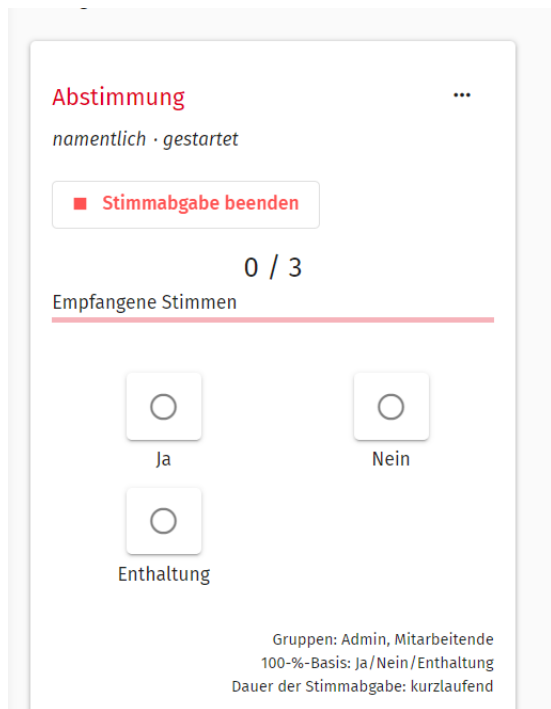 Abstimmung
namentlich · gestartet
Stimmabgabe beenden
0 / 3
Empfangene Stimmen
Ja Nein
Enthaltung
Gruppen: Admin, Mitarbeitende
100-%-Basis: Ja/Nein/Enthaltung
Dauer der Stimmabgabe: kurzlaufend